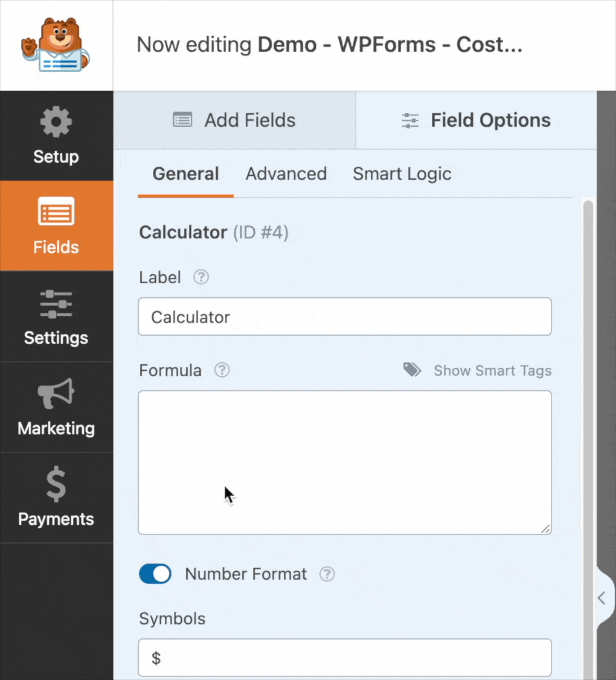 Now editing Demo - WPForms - Cost...
Setup
Fields
Settings
Marketing
Payments
Add Fields
Field Options
General Advanced Smart Logic
Calculator (ID #4)
Label ?
Calculator
Formula ? Show Smart Tags
Number Format ?
Symbols
$